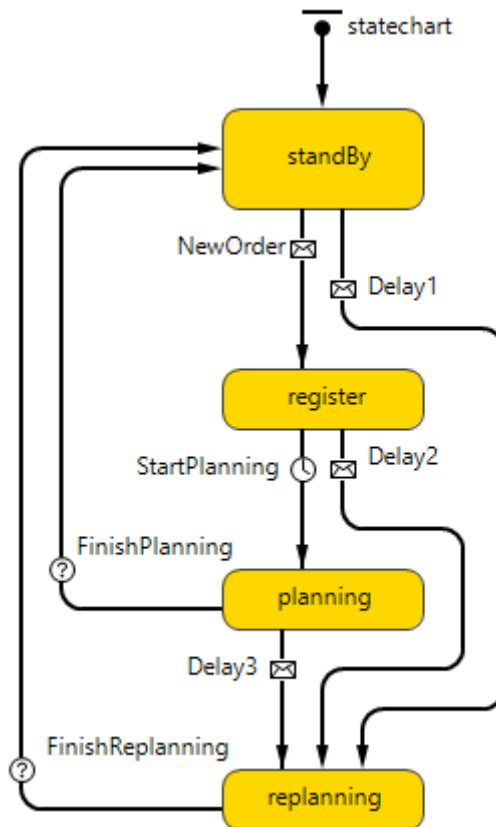 statechart
standBy
NewOrder
Delay1
register
StartPlanning
Delay2
FinishPlanning
planning
Delay3
FinishReplanning
replanning